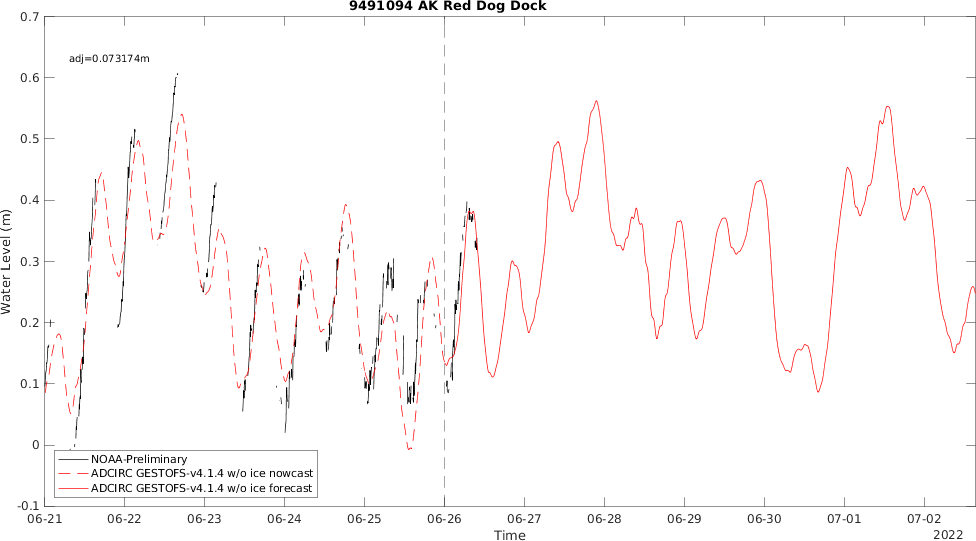 9491094 AK Red Dog Dock
0.7
adj=0.073174m
0.6
0.5
0.4
0.3
0.2
0.1
0
-0.1
Water Level (m)
NOAA-Preliminary
ADCIRC GESTOFS-v4.1.4 w/o ice nowcast
ADCIRC GESTOFS-v4.1.4 w/o ice forecast
06-21 06-22 06-23 06-24 06-25 06-26 06-27 06-28 06-29 06-30 07-01 07-02
Time
2022